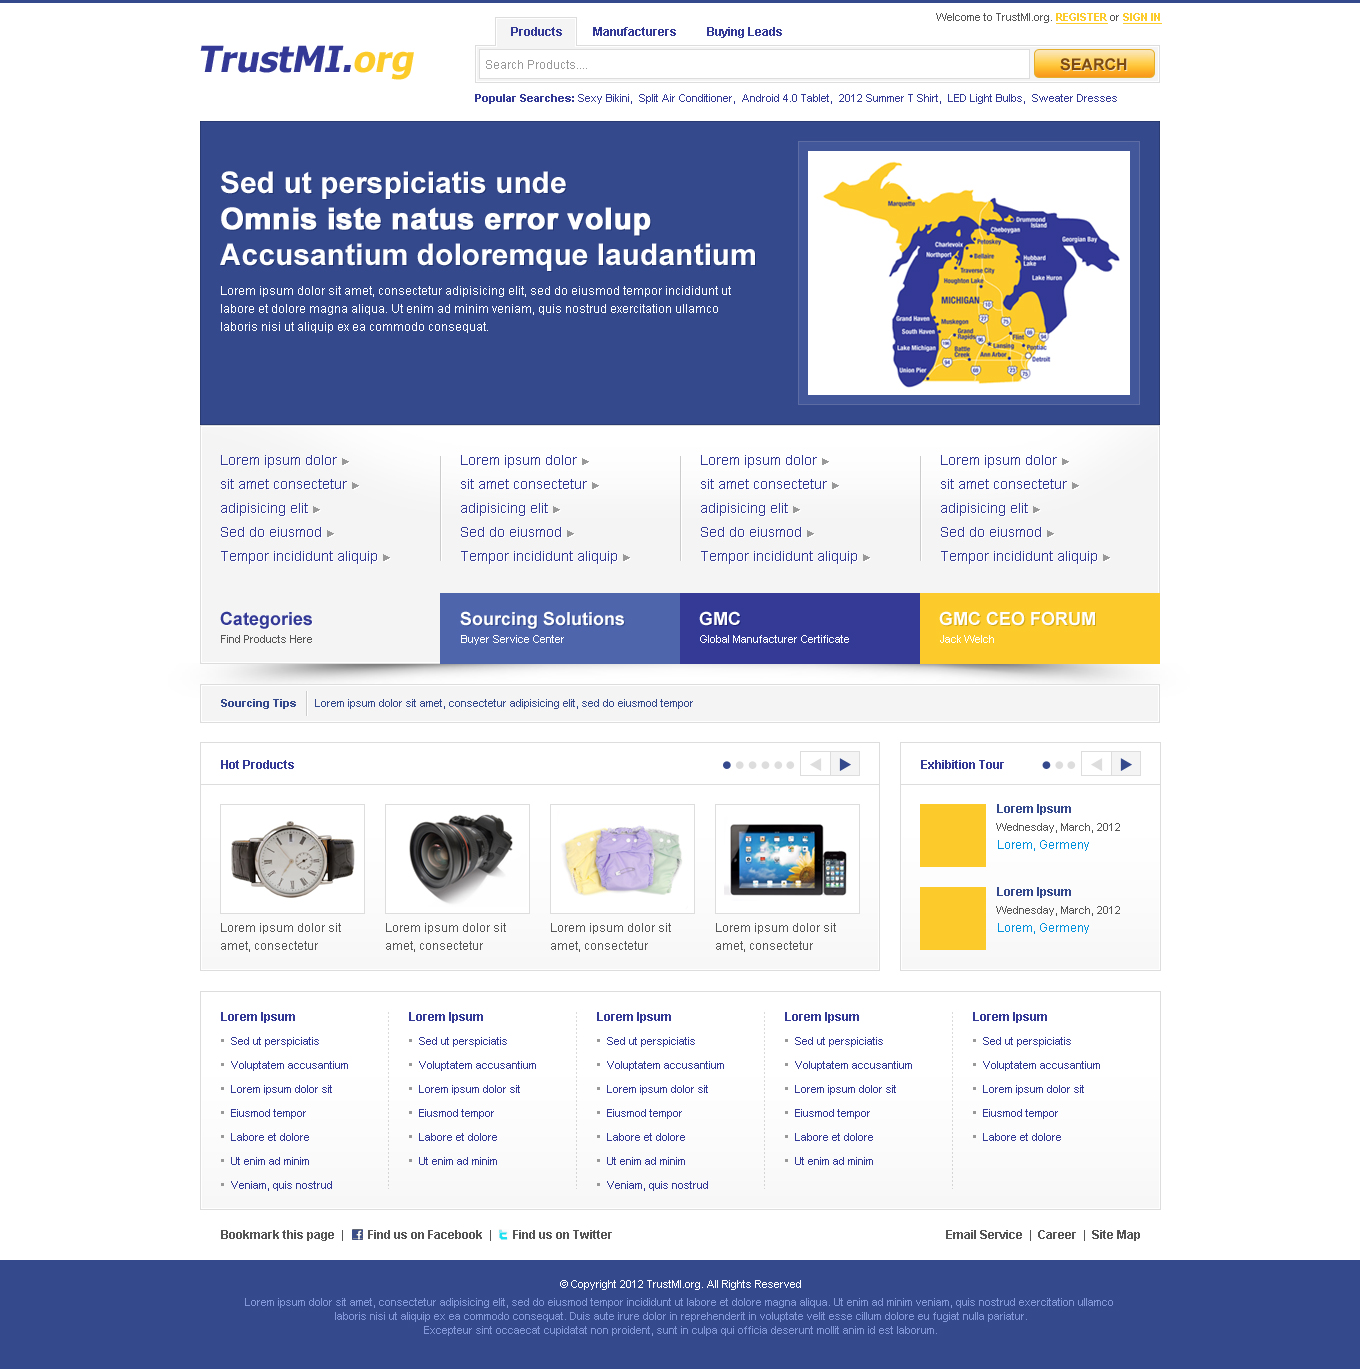 Welcome to TrustMI.org. REGISTER or SIGN IN
Products Manufacturers Buying Leads
TrustMI.org
Search Products....
SEARCH
Popular Searches: Sexy Bikini, Split Air Conditioner, Android 4.0 Tablet, 2012 Summer T Shirt, LED Light Bulbs, Sweater Dresses
Sed ut perspiciatis unde
Omnis iste natus error volup
Accusantium doloremque laudantium
Lorem ipsum dolor sit amet, consectetur adipisicing elit, sed do eiusmod tempor incididunt ut
labore et dolore magna aliqua. Ut enim ad minim veniam, quis nostrud exercitation ullamco
laboris nisi ut aliquip ex ea commodo consequat.
Marquette
Drummond
Island
Cheboygan
Georgian Bay
Charlevoix
Petoskey
Northport
Bellaire
Hubbard
Lake
Traverse City
Houghton Lake
Lake Huron
MICHIGAN
Grand Haven
Muskegon
South Haven
Grand
Rapids
Flint
Lake Michigan
Battle
Creek
Lansing
Pontiac
Ann Arbor
Detroit
Union Pier
Lorem ipsum dolor
sit amet consectetur
adipisicing elit
Sed do eiusmod
Tempor incididunt aliquip
Lorem ipsum dolor
sit amet consectetur
adipisicing elit
Sed do eiusmod
Tempor incididunt aliquip
Lorem ipsum dolor
sit amet consectetur
adipisicing elit
Sed do eiusmod
Tempor incididunt aliquip
Lorem ipsum dolor
sit amet consectetur
adipisicing elit
Sed do eiusmod
Tempor incididunt aliquip
Categories
Find Products Here
Sourcing Solutions
Buyer Service Center
GMC
Global Manufacturer Certificate
GMC CEO FORUM
Jack Welch
Sourcing Tips
Lorem ipsum dolor sit amet, consectetur adipisicing elit, sed do eiusmod tempor
Hot Products
Lorem ipsum dolor sit
amet, consectetur
Lorem ipsum dolor sit
amet, consectetur
Lorem ipsum dolor sit
amet, consectetur
Lorem ipsum dolor sit
amet, consectetur
Exhibition Tour
Lorem Ipsum
Wednesday, March, 2012
Lorem, Germeny
Lorem Ipsum
Wednesday, March, 2012
Lorem, Germeny
Lorem Ipsum
Sed ut perspiciatis
Voluptatem accusantium
Lorem ipsum dolor sit
Eiusmod tempor
Labore et dolore
Ut enim ad minim
Veniam, quis nostrud
Lorem Ipsum
Sed ut perspiciatis
Voluptatem accusantium
Lorem ipsum dolor sit
Eiusmod tempor
Labore et dolore
Ut enim ad minim
Lorem Ipsum
Sed ut perspiciatis
Voluptatem accusantium
Lorem ipsum dolor sit
Eiusmod tempor
Labore et dolore
Ut enim ad minim
Veniam, quis nostrud
Lorem Ipsum
Sed ut perspiciatis
Voluptatem accusantium
Lorem ipsum dolor sit
Eiusmod tempor
Labore et dolore
Ut enim ad minim
Lorem Ipsum
Sed ut perspiciatis
Voluptatem accusantium
Lorem ipsum dolor sit
Eiusmod tempor
Labore et dolore
Bookmark this page | Find us on Facebook | Find us on Twitter
Email Service | Career | Site Map
© Copyright 2012 TrustMI.org. All Rights Reserved
Lorem ipsum dolor sit amet, consectetur adipisicing elit, sed do eiusmod tempor incididunt ut labore et dolore magna aliqua. Ut enim ad minim veniam, quis nostrud exercitation ullamco
laboris nisi ut aliquip ex ea commodo consequat. Duis aute irure dolor in reprehenderit in voluptate velit esse cillum dolore eu fugiat nulla pariatur.
Excepteur sint occaecat cupidatat non proident, sunt in culpa qui officia deserunt mollit anim id est laborum.